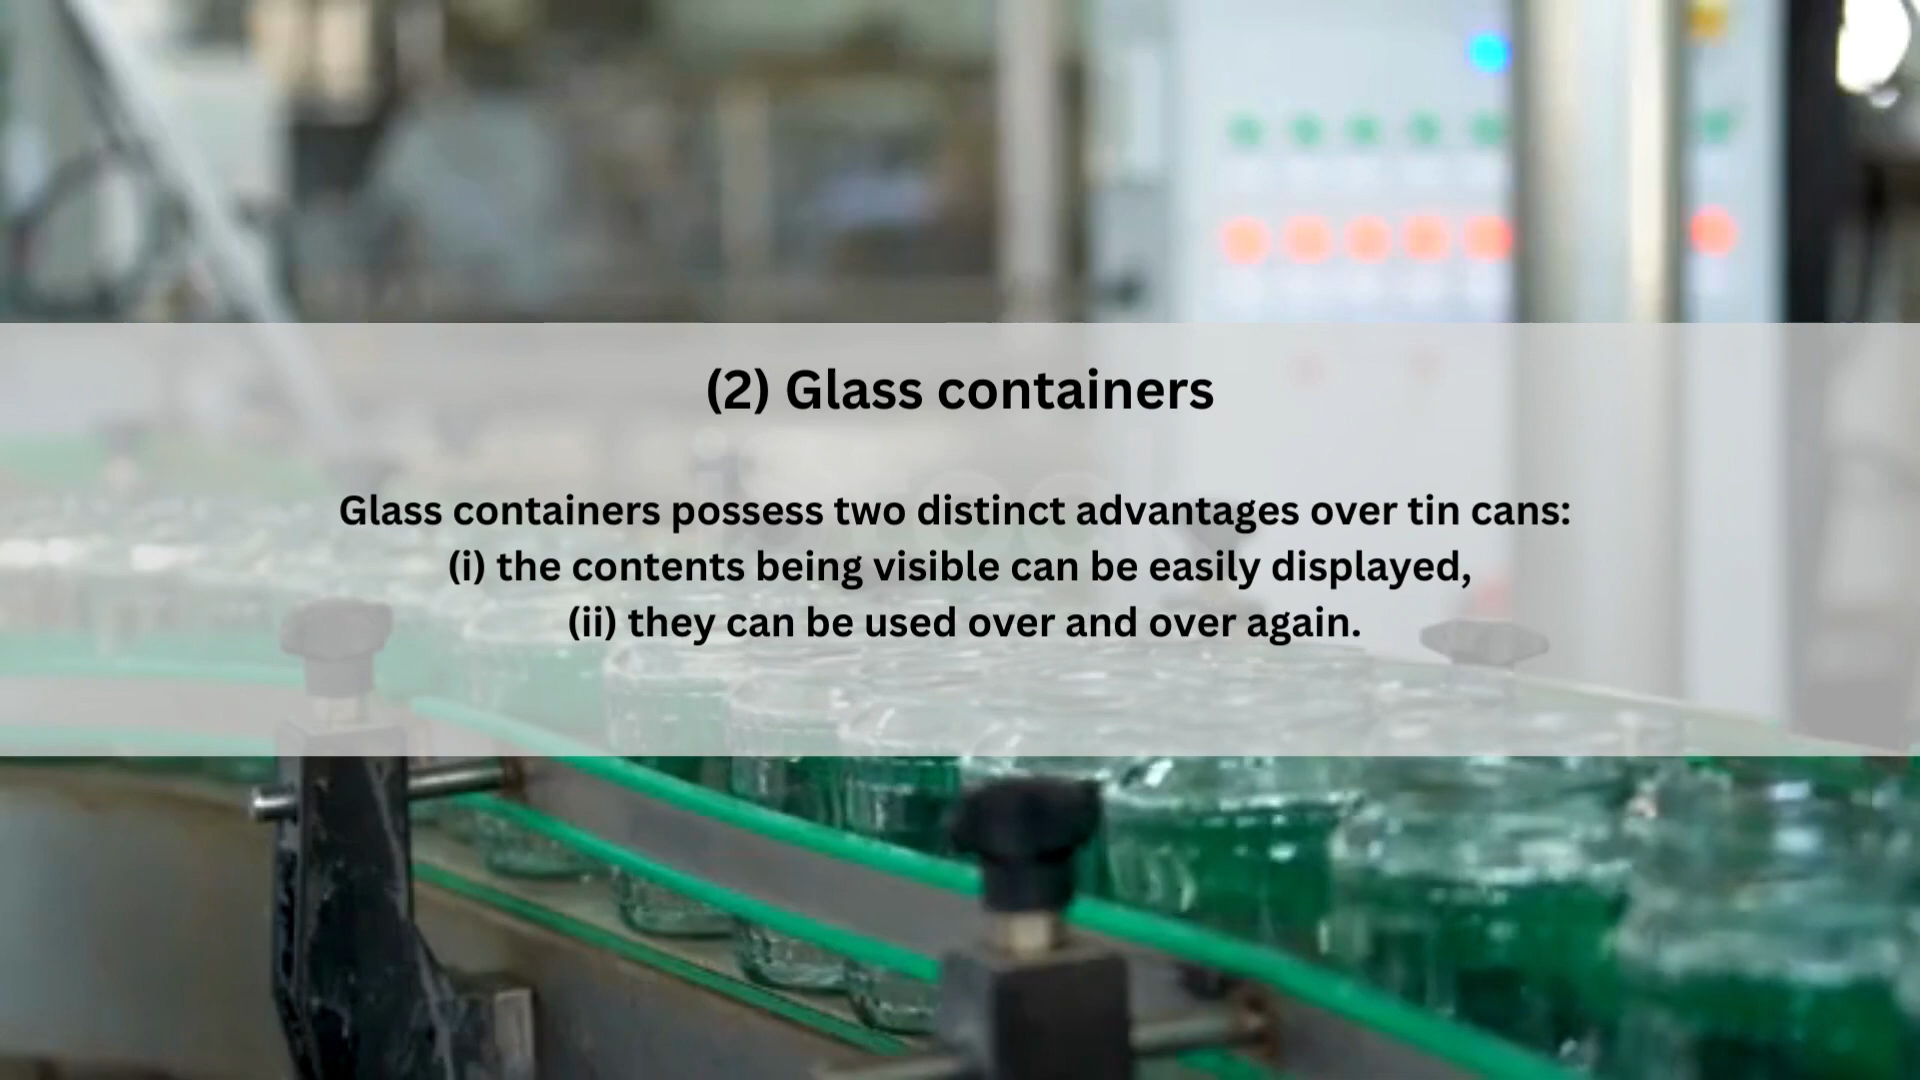 (2) Glass containers
Glass containers possess two distinct advantages over tin cans:
(i) the contents being visible can be easily displayed,
(ii) they can be used over and over again.